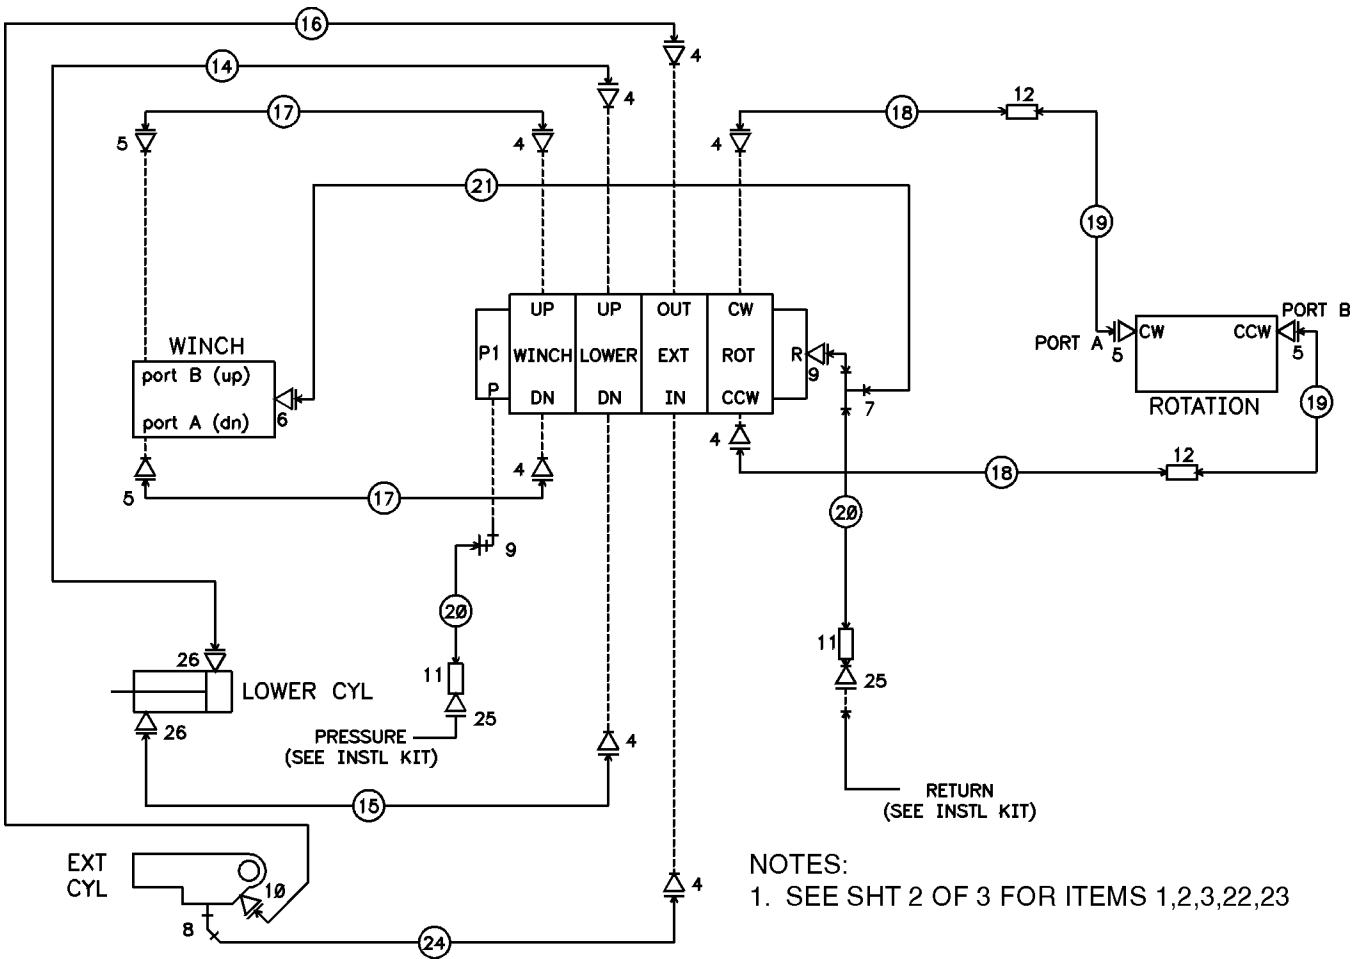 16
4
14
4
12
17
18
5
4
4
21
19
UP
UP
OUT
CW
PORT B
WINCH
P1
WINCH
LOWER
EXT
ROT
R
9
PORT A
5
CW
CCW
5
port B (up)
P
DN
DN
IN
CCW
7
ROTATION
19
port A (dn)
6
4
12
5
4
18
17
20
9
20
26
11
11
LOWER CYL
25
26
25
PRESSURE
(SEE INSTL KIT)
4
RETURN
(SEE INSTL KIT)
15
EXT
CYL
10
4
NOTES:
1. SEE SHT 2 OF 3 FOR ITEMS 1,2,3,22,23
8
24